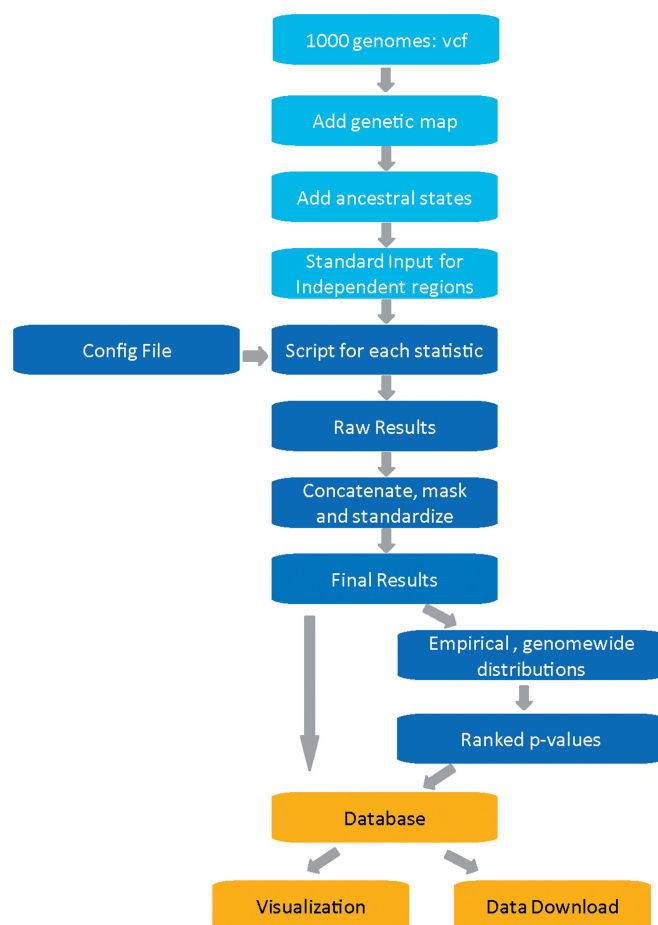 1000 genomes: vcf
Add genetic map
Add ancestral states
Standard Input for
Independent regions
Config File
Script for each statistic
Raw Results
Concatenate, mask
and standardize
Final Results
Empirical , genomewide
distributions
Ranked p-values
Database
Visualization
Data Download